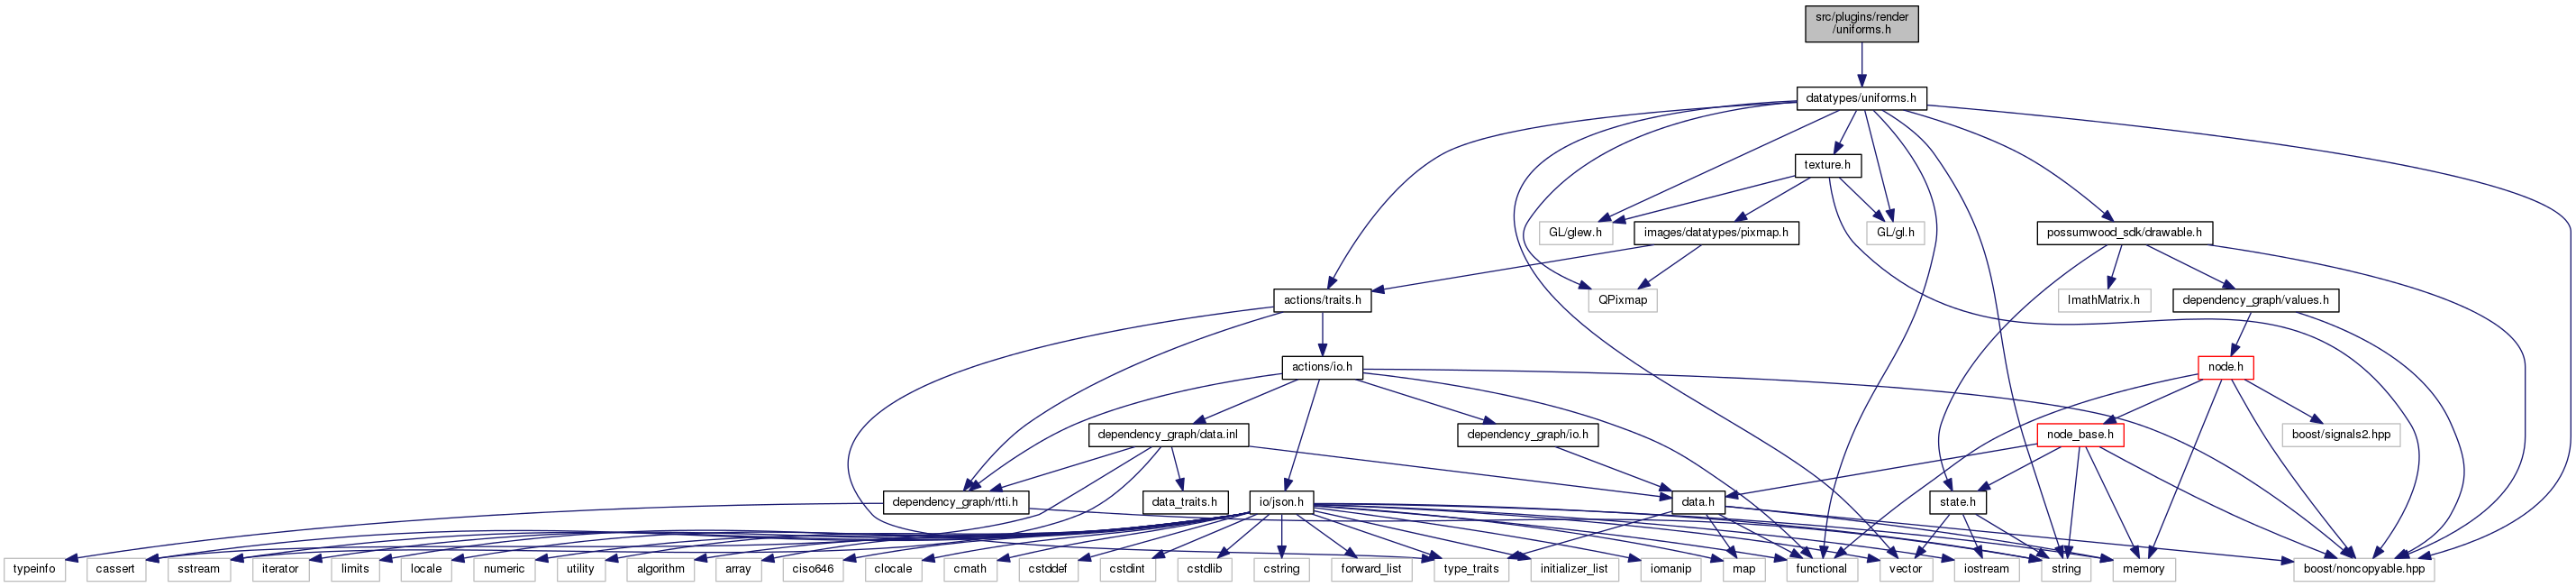 src/plugins/render
/uniforms.h
datatypes/uniforms.h
texture.h
GL/glew.h
images/datatypes/pixmap.h
GL/gl.h
possumwood_sdk/drawable.h
actions/traits.h
QPixmap
ImathMatrix.h
dependency_graph/values.h
actions/io.h
node.h
dependency_graph/data.inl
dependency_graph/io.h
node_base.h
boost/signals2.hpp
dependency_graph/rtti.h
data_traits.h
io/json.h
data.h
state.h
typeinfo
cassert
sstream
iterator
limits
locale
numeric
utility
algorithm
array
ciso646
clocale
cmath
cstddef
cstdint
cstdlib
cstring
forward_list
type_traits
initializer_list
iomanip
map
functional
vector
iostream
string
memory
boost/noncopyable.hpp